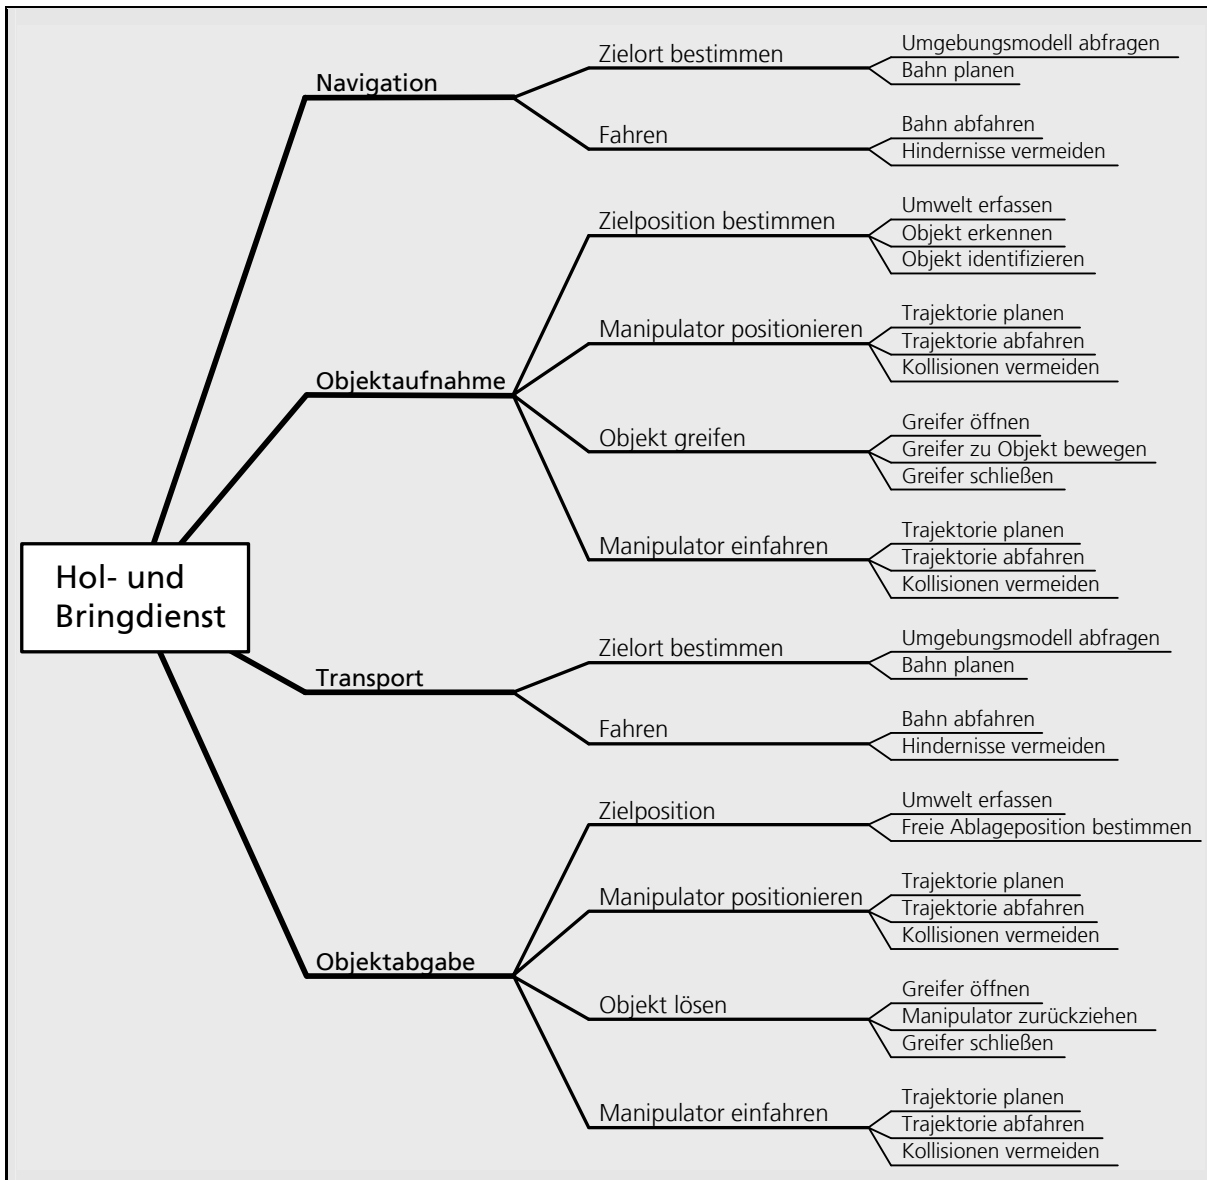 Hol- und
Bringdienst
Navigation
Zielort bestimmen
Umgebungsmodell abfragen
Bahn planen
Fahren
Bahn abfahren
Hindernisse vermeiden
Objektaufnahme
Zielposition bestimmen
Umwelt erfassen
Objekt erkennen
Objekt identifizieren
Manipulator positionieren
Trajektorie planen
Trajektorie abfahren
Kollisionen vermeiden
Objekt greifen
Greifer öffnen
Greifer zu Objekt bewegen
Greifer schließen
Manipulator einfahren
Trajektorie planen
Trajektorie abfahren
Kollisionen vermeiden
Transport
Zielort bestimmen
Umgebungsmodell abfragen
Bahn planen
Fahren
Bahn abfahren
Hindernisse vermeiden
Objektabgabe
Zielposition
Umwelt erfassen
Freie Ablageposition bestimmen
Manipulator positionieren
Trajektorie planen
Trajektorie abfahren
Kollisionen vermeiden
Objekt lösen
Greifer öffnen
Manipulator zurückziehen
Greifer schließen
Manipulator einfahren
Trajektorie planen
Trajektorie abfahren
Kollisionen vermeiden